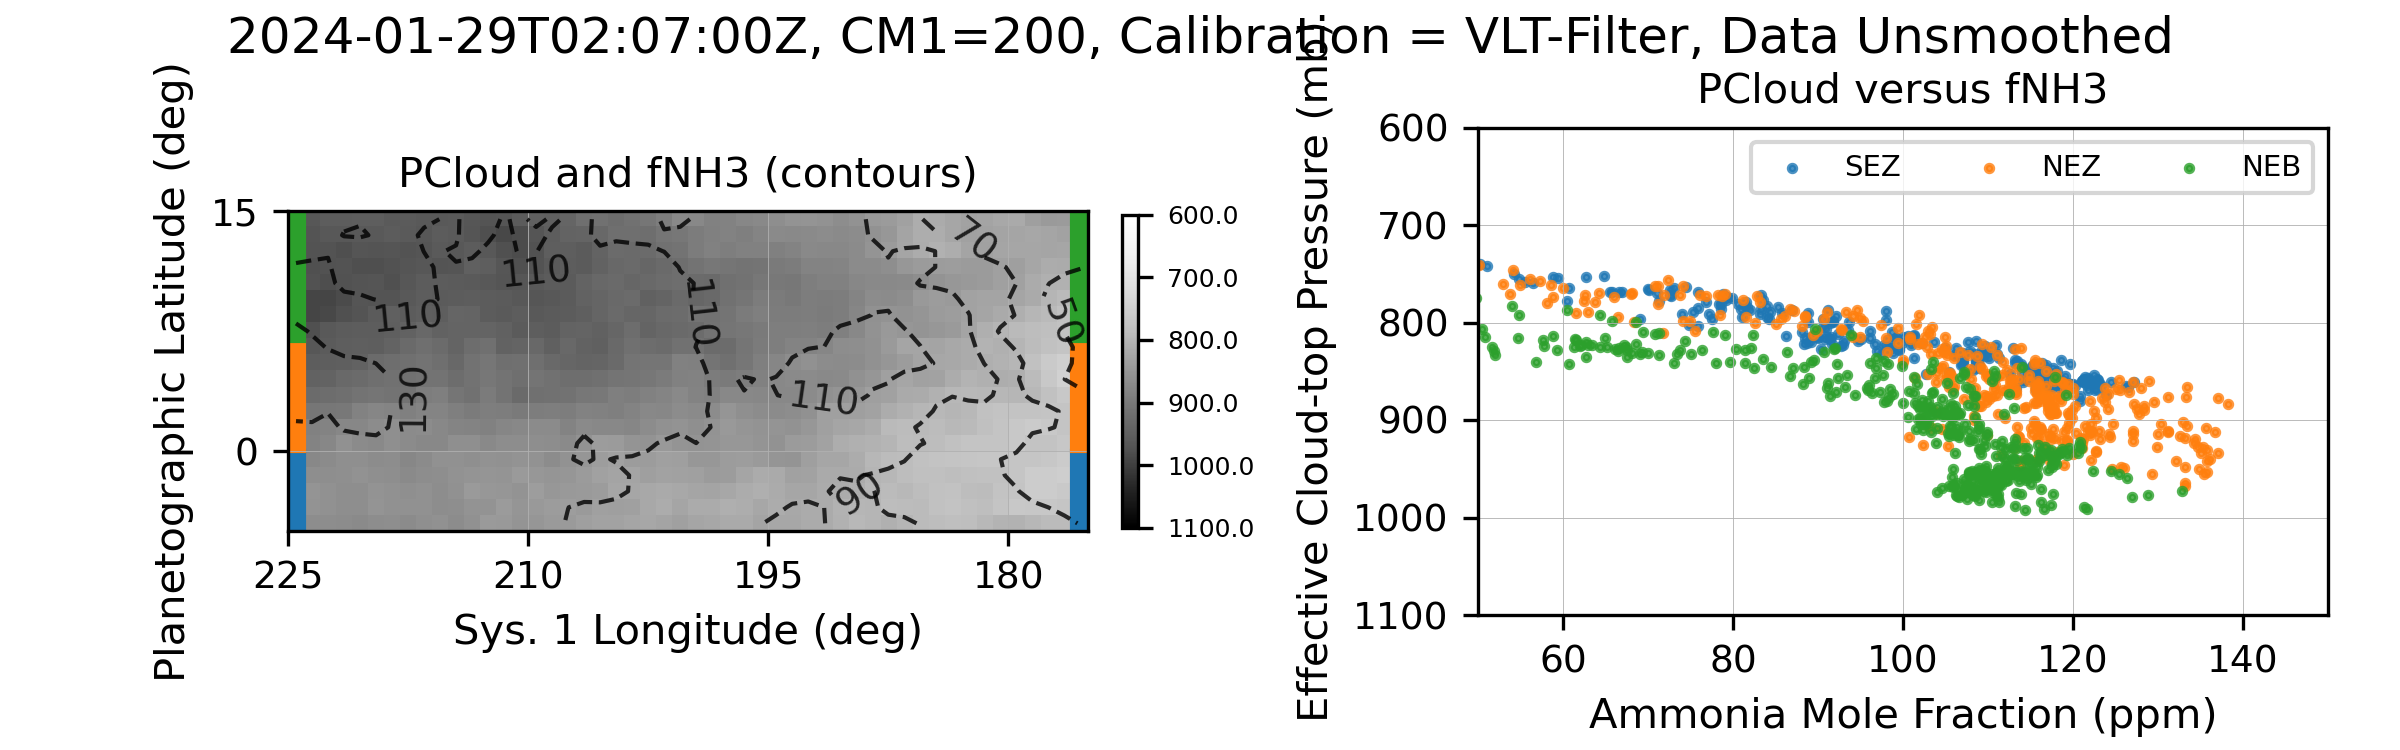 2024-01-29T02:07:00Z, CM1=200, Calibration = VLT-Filter, Data Unsmoothed
PCloud and fNH3 (contours)
Planetographic Latitude (deg)
15
0
225 210 195 180
Sys. 1 Longitude (deg)
110
110
110
110
130
90
70
50
600.0
700.0
800.0
900.0
1000.0
1100.0
PCloud versus fNH3
Effective Cloud-top Pressure (mb)
600
700
800
900
1000
1100
SEZ NEZ NEB
60 80 100 120 140
Ammonia Mole Fraction (ppm)